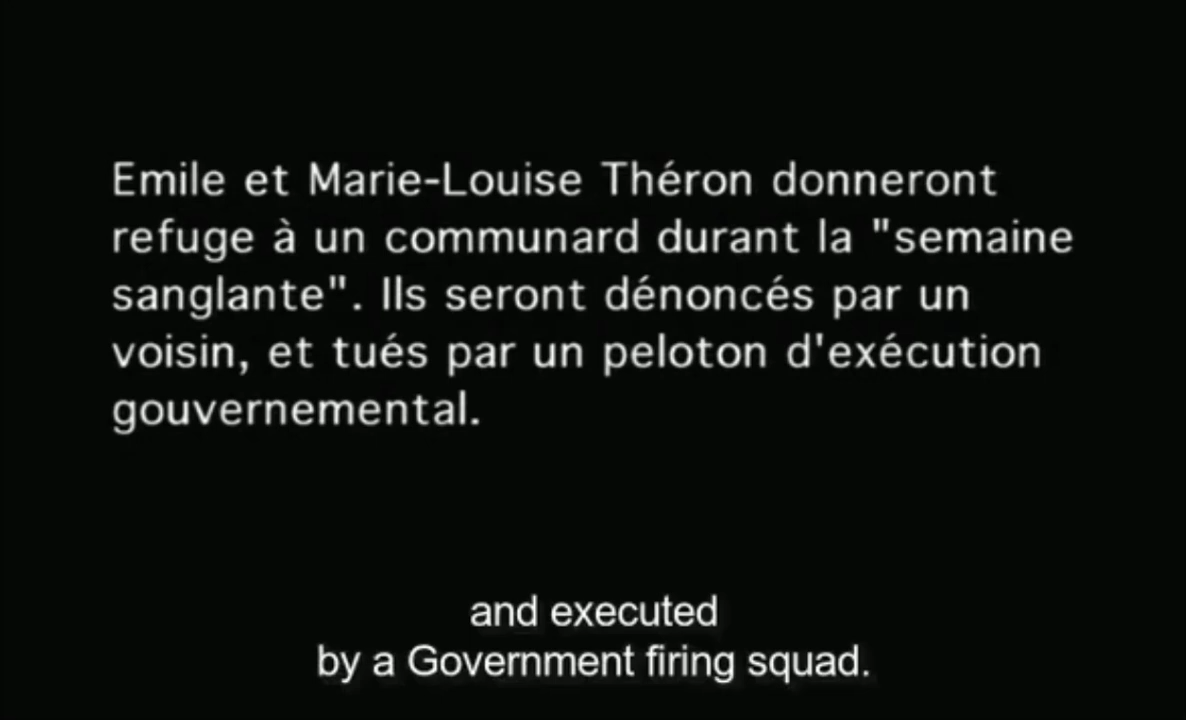 Emile et Marie-Louise Théron donneront
refuge à un communard durant la "semaine
sanglante". Ils seront dénoncés par un
voisin, et tués par un peloton d'exécution
gouvernemental.
and executed
by a Government firing squad.